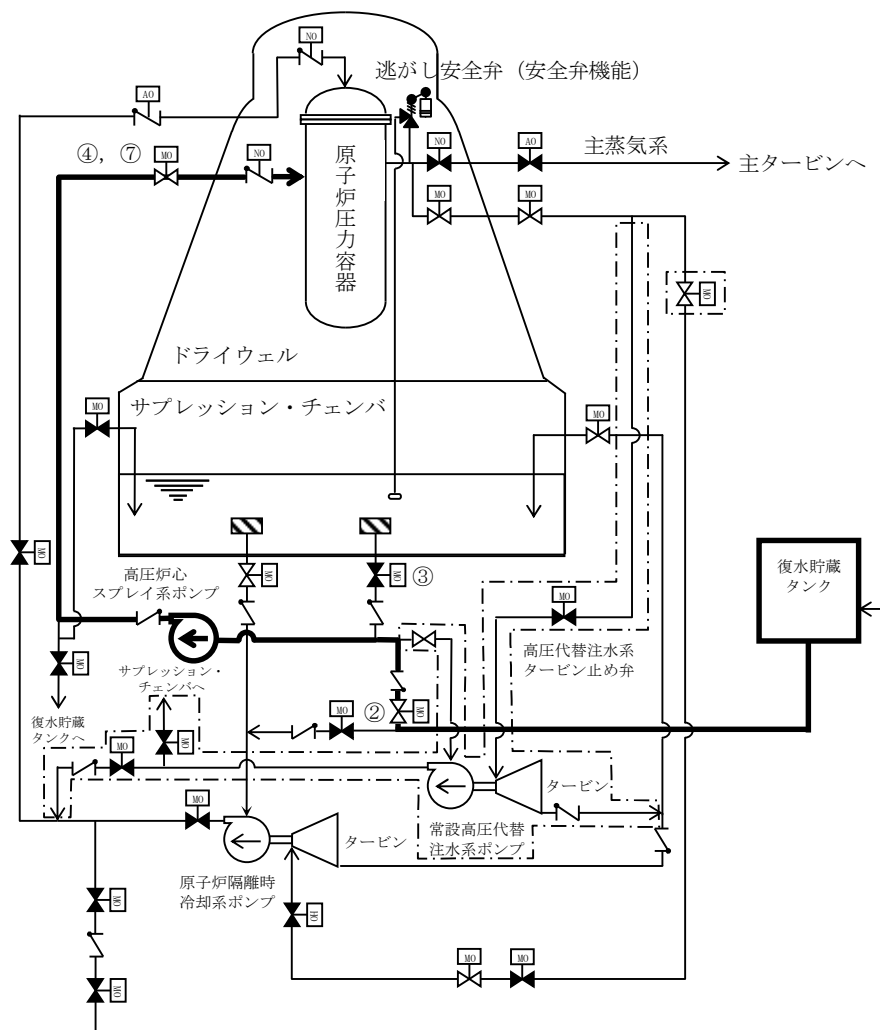 NO
逃がし安全弁（安全弁機能）
AO
④，⑦
MO
NO
NO
AO
主蒸気系
主タービンへ
MO
MO
原子炉圧力容器
MO
ドライウェル
サプレッション・チェンバ
MO
MO
MO
MO
MO
③
復水貯蔵
タンク
高圧炉心
スプレイ系ポンプ
MO
高圧代替注水系
タービン止め弁
MO
サプレッション・
チェンバへ
②
MO
MO
復水貯蔵
タンクへ
MO
MO
タービン
MO
タービン
常設高圧代替
注水系ポンプ
原子炉隔離時
冷却系ポンプ
MO
HO
MO
MO
MO